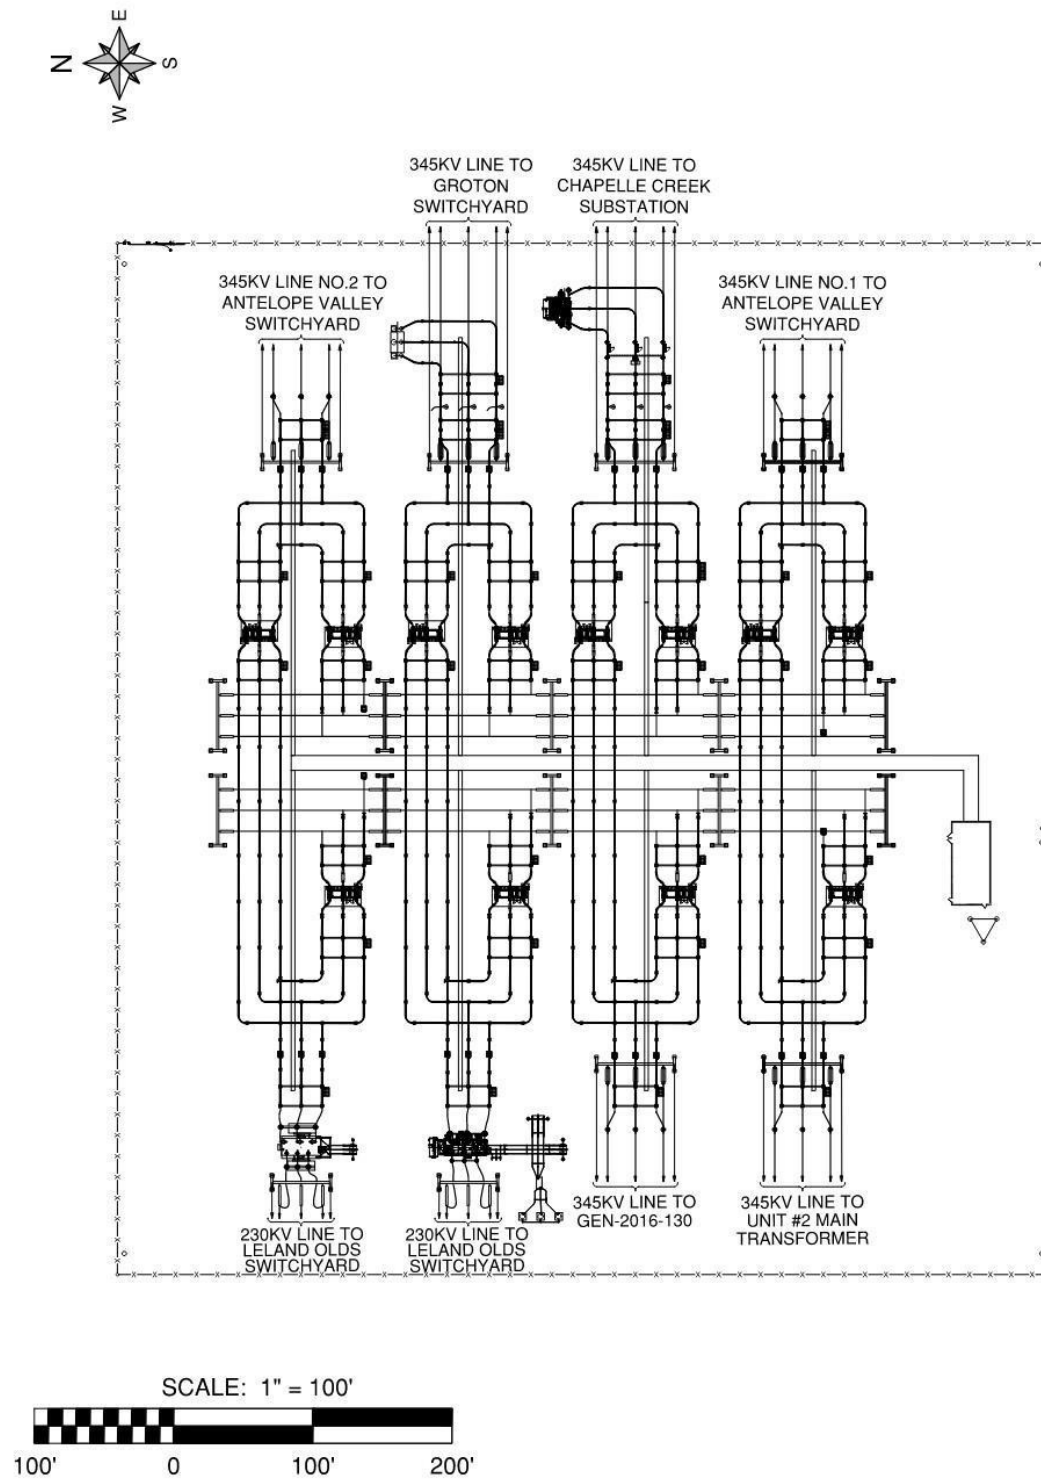 E
N
S
W
345KV LINE TO
GROTON
SWITCHYARD
345KV LINE TO
CHAPELLE CREEK
SUBSTATION
345KV LINE NO.2 TO
ANTELOPE VALLEY
SWITCHYARD
345KV LINE NO.1 TO
ANTELOPE VALLEY
SWITCHYARD
230KV LINE TO
LELAND OLDS
SWITCHYARD
230KV LINE TO
LELAND OLDS
SWITCHYARD
345KV LINE TO
GEN-2016-130
345KV LINE TO
UNIT #2 MAIN
TRANSFORMER
SCALE: 1" = 100'
100' 0 100' 200'